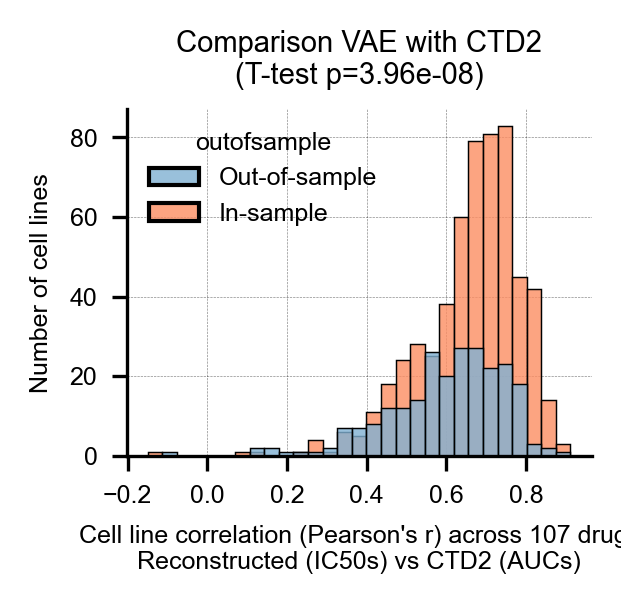 Comparison VAE with CTD2
(T-test p=3.96e-08)
Number of cell lines
80
60
40
20
0
outofsample
Out-of-sample
In-sample
−0.2 0.0 0.2 0.4 0.6 0.8
Cell line correlation (Pearson's r) across 107 drug
Reconstructed (IC50s) vs CTD2 (AUCs)